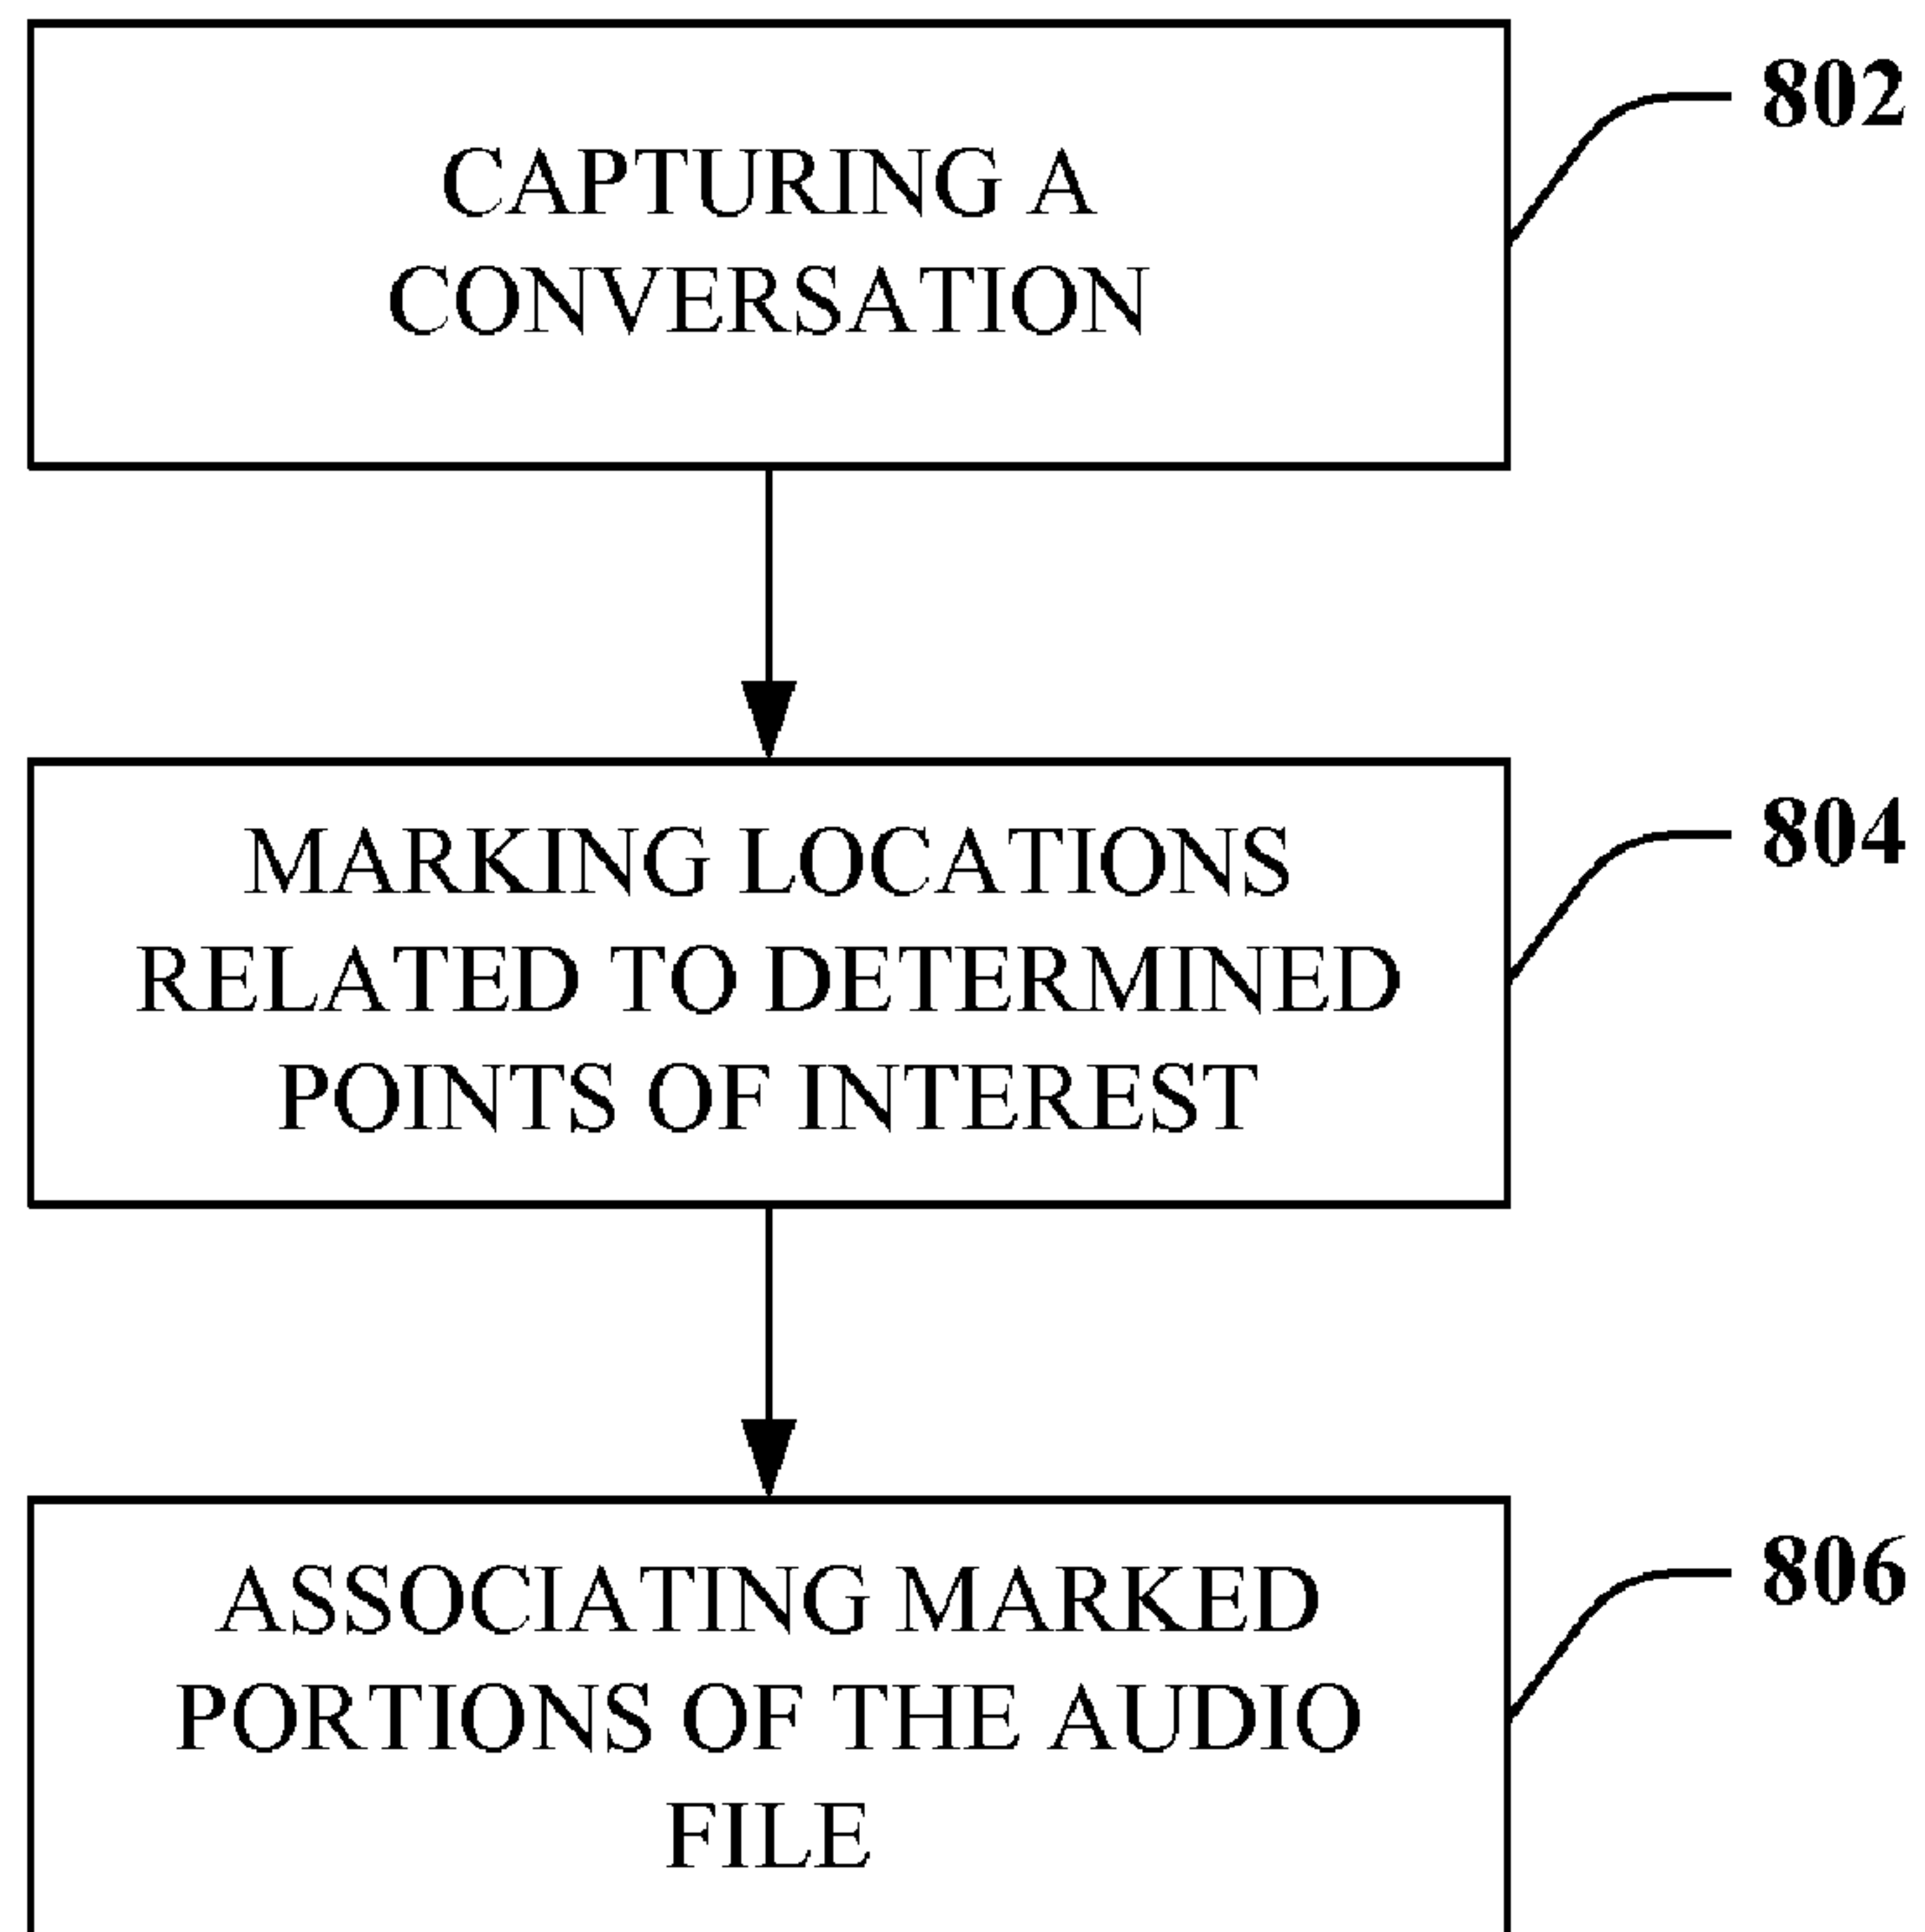 CAPTURING A
CONVERSATION
802
MARKING LOCATIONS
RELATED TO DETERMINED
POINTS OF INTEREST
804
ASSOCIATING MARKED
PORTIONS OF THE AUDIO
FILE
806